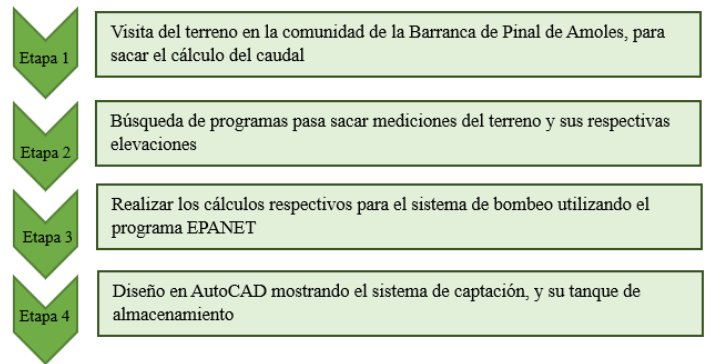 Etapa 1
Visita del terreno en la comunidad de la Barranca de Pinal de Amoles, para
sacar el cálculo del caudal
Etapa 2
Búsqueda de programas pasa sacar mediciones del terreno y sus respectivas
elevaciones
Etapa 3
Realizar los cálculos respectivos para el sistema de bombeo utilizando el
programa EPANET
Etapa 4
Diseño en AutoCAD mostrando el sistema de captación, y su tanque de
almacenamiento